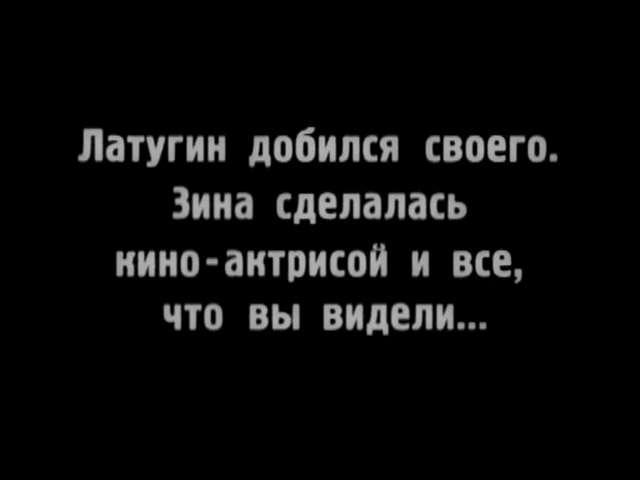 Латугин добился своего.
Зина сделалась
кино-актрисой и все,
что вы видели...